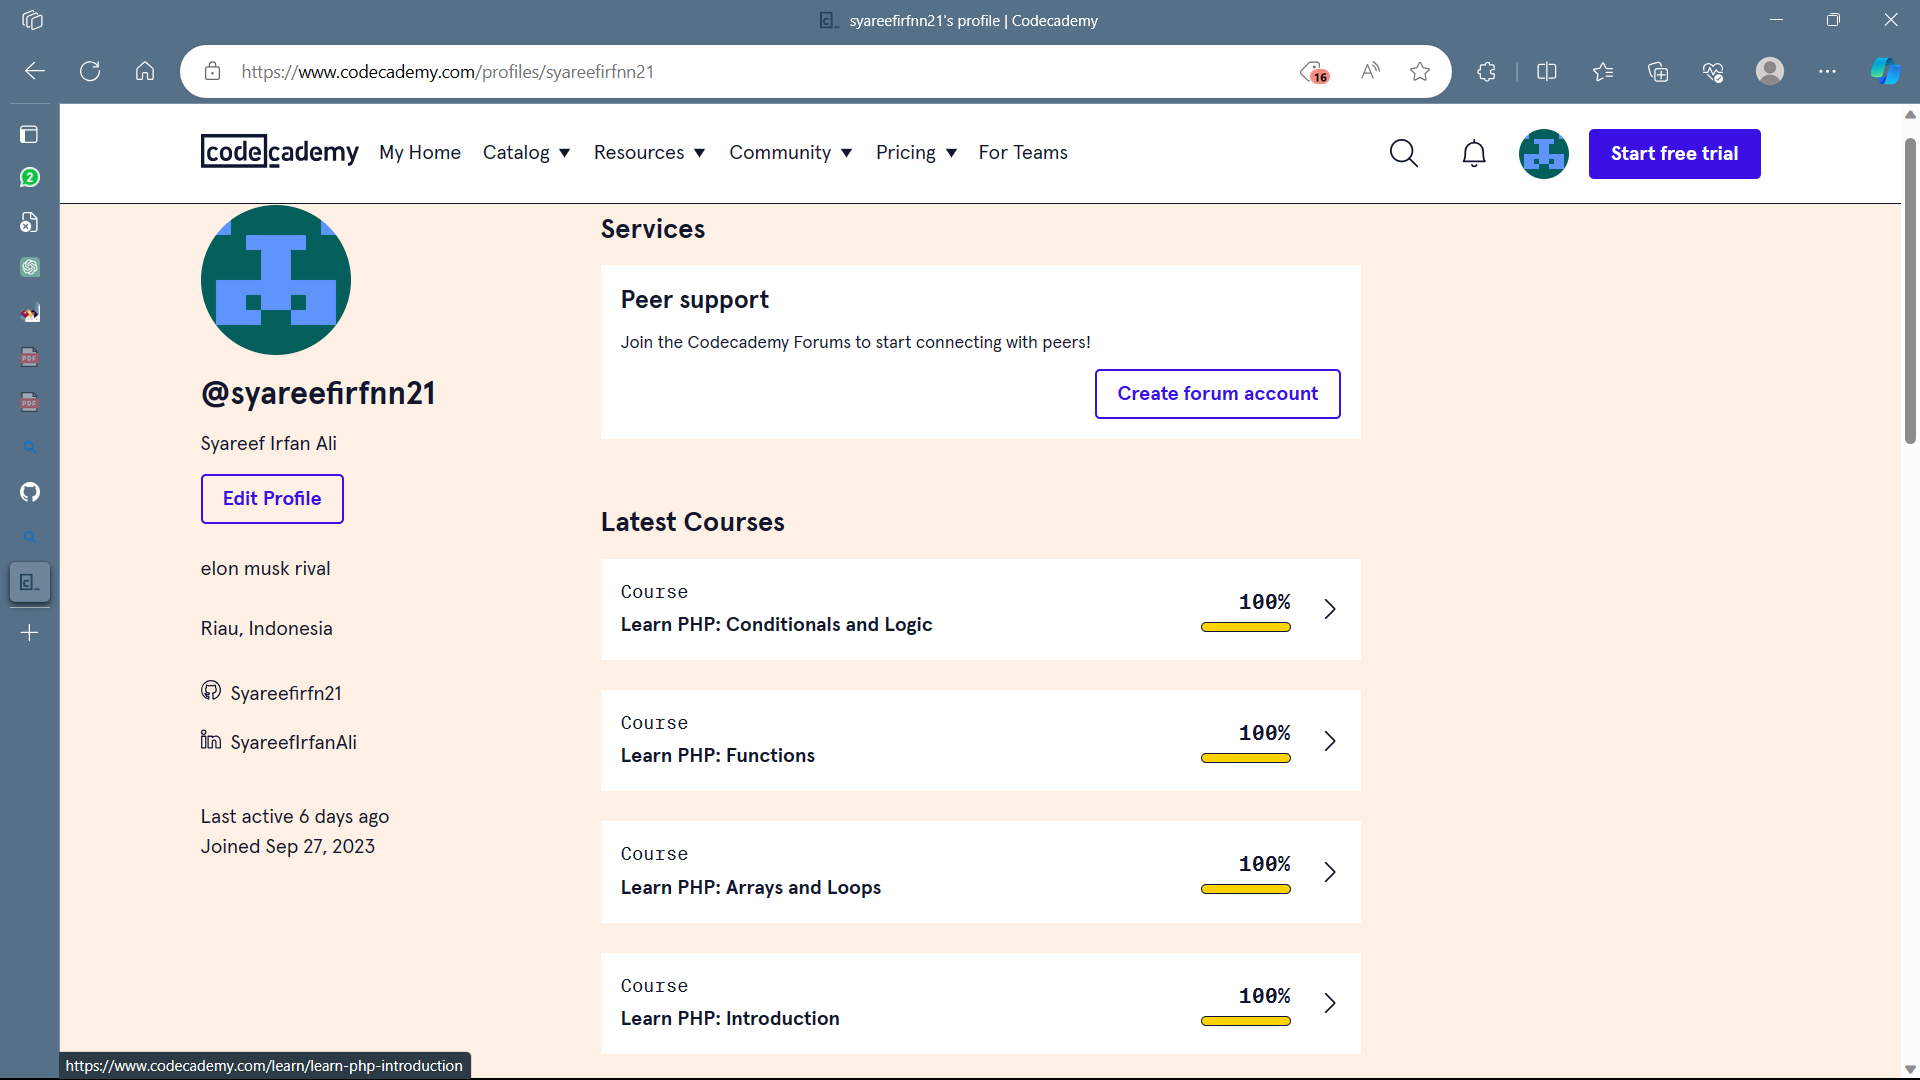 syareefirfnn21's profile | Codecademy
https://www.codecademy.com/profiles/syareefirfnn21
16
2
PDF
PDF
codecademy
My Home Catalog Resources Community Pricing For Teams
Start free trial
@syareefirfnn21
Syareef Irfan Ali
Edit Profile
elon musk rival
Riau, Indonesia
Syareefirfn21
SyareefIrfanAli
Last active 6 days ago
Joined Sep 27, 2023
Services
Peer support
Join the Codecademy Forums to start connecting with peers!
Create forum account
Latest Courses
Course
100%
Learn PHP: Conditionals and Logic
Course
100%
Learn PHP: Functions
Course
100%
Learn PHP: Arrays and Loops
Course
100%
Learn PHP: Introduction
https://www.codecademy.com/learn/learn-php-introduction